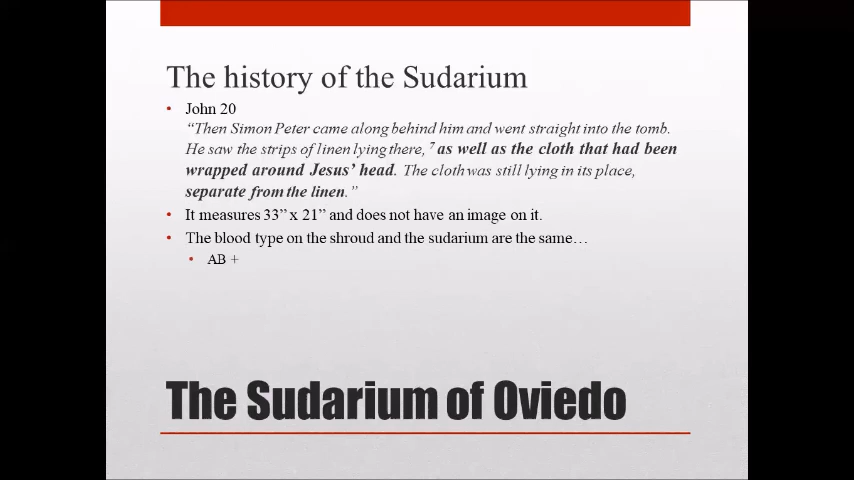 The history of the Sudarium
• John 20
“Then Simon Peter came along behind him and went straight into the tomb.
He saw the strips of linen lying there, 7 as well as the cloth that had been
wrapped around Jesus’ head. The cloth was still lying in its place,
separate from the linen.”
• It measures 33” x 21” and does not have an image on it.
• The blood type on the shroud and the sudarium are the same…
• AB +
The Sudarium of Oviedo